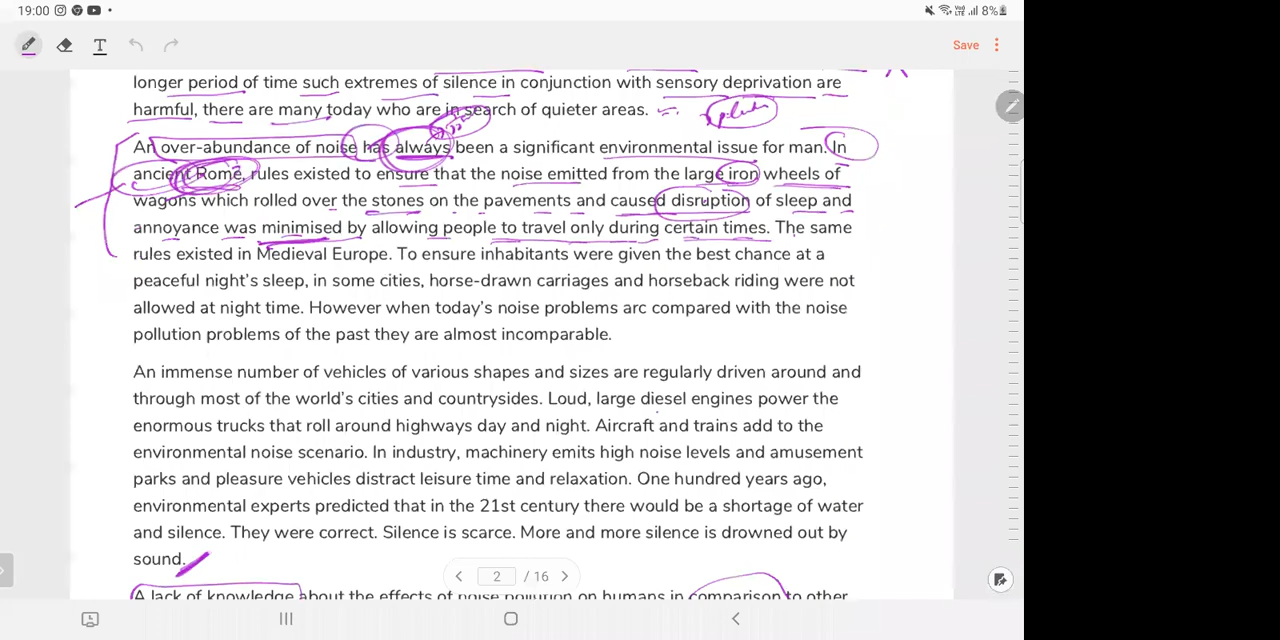 19:00
8%
Save
longer period of time such extremes of silence in conjunction with sensory deprivation are
harmful, there are many today who are in search of quieter areas.
An over-abundance of noise has always been a significant environmental issue for man. In
ancient Rome, rules existed to ensure that the noise emitted from the large iron wheels of
wagons which rolled over the stones on the pavements and caused disruption of sleep and
annoyance was minimised by allowing people to travel only during certain times. The same
rules existed in Medieval Europe. To ensure inhabitants were given the best chance at a
peaceful night's sleep, in some cities, horse-drawn carriages and horseback riding were not
allowed at night time. However when today's noise problems arc compared with the noise
pollution problems of the past they are almost incomparable.
An immense number of vehicles of various shapes and sizes are regularly driven around and
through most of the world's cities and countrysides. Loud, large diesel engines power the
enormous trucks that roll around highways day and night. Aircraft and trains add to the
environmental noise scenario. In industry, machinery emits high noise levels and amusement
parks and pleasure vehicles distract leisure time and relaxation. One hundred years ago,
environmental experts predicted that in the 21st century there would be a shortage of water
and silence. They were correct. Silence is scarce. More and more silence is drowned out by
sound.
2 / 16
A lack of knowledge about the effects of noise pollution on humans in comparison to other